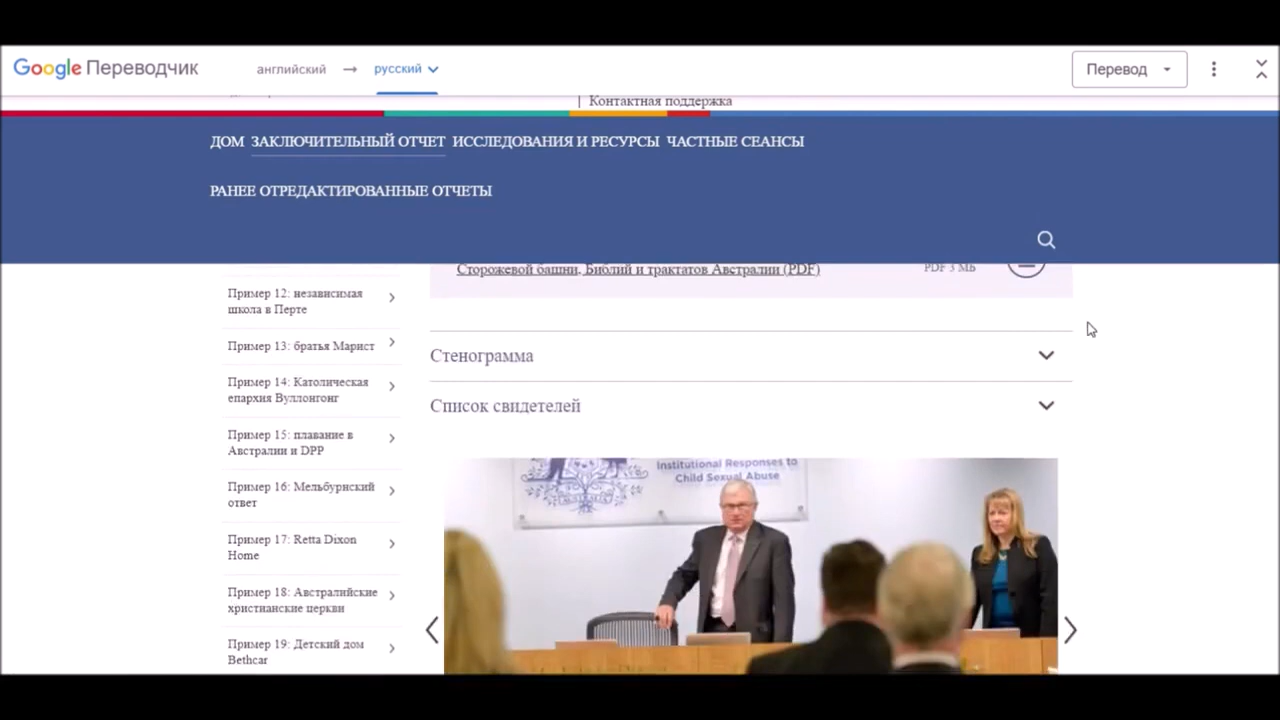 Google Переводчик
английский
русский
Перевод
| Контактная поддержка
ДОМ ЗАКЛЮЧИТЕЛЬНЫЙ ОТЧЕТ ИССЛЕДОВАНИЯ И РЕСУРСЫ ЧАСТНЫЕ СЕАНСЫ
РАНЕЕ ОТРЕДАКТИРОВАННЫЕ ОТЧЕТЫ
Сторожевой башни, Библий и трактатов Австралии (PDF)
PDF 3 МБ
Пример 12: независимая
школа в Перте
Пример 13: братья Марист
Пример 14: Католическая
епархия Вуллонгонг
Пример 15: плавание в
Австралии и DPP
Пример 16: Мельбурнский
ответ
Пример 17: Retta Dixon
Home
Пример 18: Австралийские
христианские церкви
Пример 19: Детский дом
Bethcar
Стенограмма
Список свидетелей
Institutional Responses to
Child Sexual Abuse